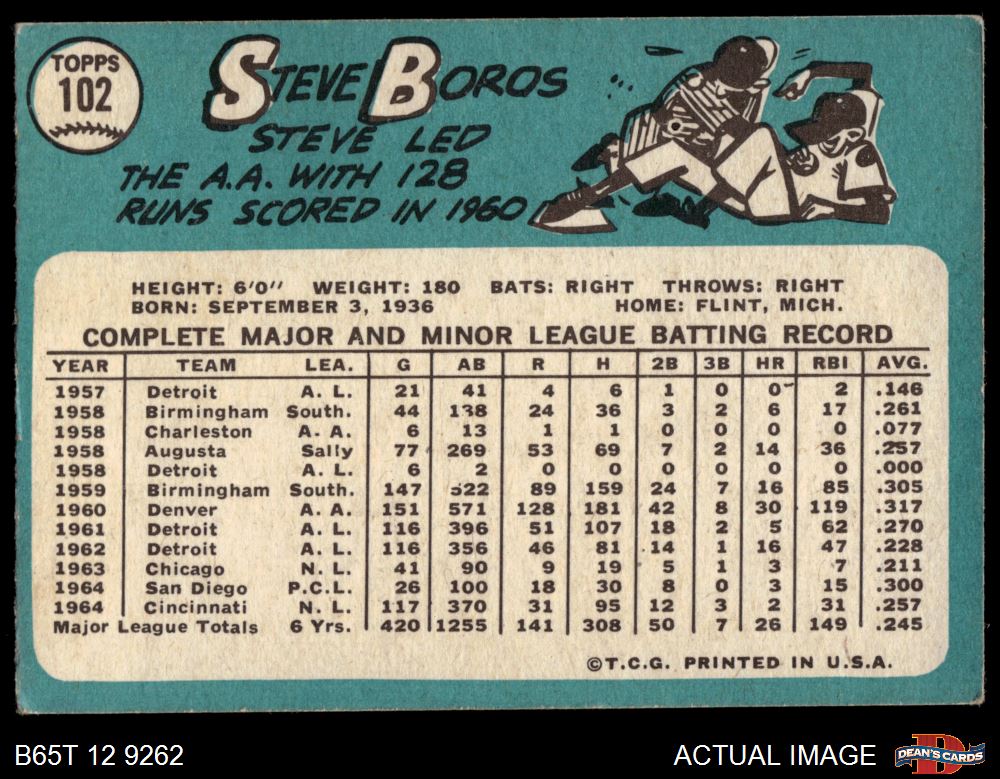 TOPPS
102
STEVE BOROS
STEVE LED
THE A.A. WITH 128
RUNS SCORED IN 1960
HEIGHT: 6'0" WEIGHT: 180 BATS: RIGHT THROWS: RIGHT
BORN: SEPTEMBER 3, 1936 HOME: FLINT, MICH.
COMPLETE MAJOR AND MINOR LEAGUE BATTING RECORD
YEAR TEAM LEA. G AB R H 2B 3B HR RBI AVG.
1957 Detroit A. L. 21 41 4 6 1 0 0 2 .146
1958 Birmingham South. 44 138 24 36 3 2 6 17 .261
1958 Charleston A. A. 6 13 1 1 0 0 0 0 .077
1958 Augusta Sally 77 269 53 69 7 2 14 36 .257
1958 Detroit A. L. 6 2 0 0 0 0 0 0 .000
1959 Birmingham South. 147 522 89 159 24 7 16 85 .305
1960 Denver A. A. 151 571 128 181 42 8 30 119 .317
1961 Detroit A. L. 116 396 51 107 18 2 5 62 .270
1962 Detroit A. L. 116 356 46 81 14 1 16 47 .228
1963 Chicago N. L. 41 90 9 19 5 1 3 7 .211
1964 San Diego P.C.L. 26 100 18 30 8 0 3 15 .300
1964 Cincinnati N. L. 117 370 31 95 12 3 2 31 .257
Major League Totals 6 Yrs. 420 1255 141 308 50 7 26 149 .245
©T.C.G. PRINTED IN U.S.A.
B65T 12 9262 ACTUAL IMAGE D DEAN'S CARDS